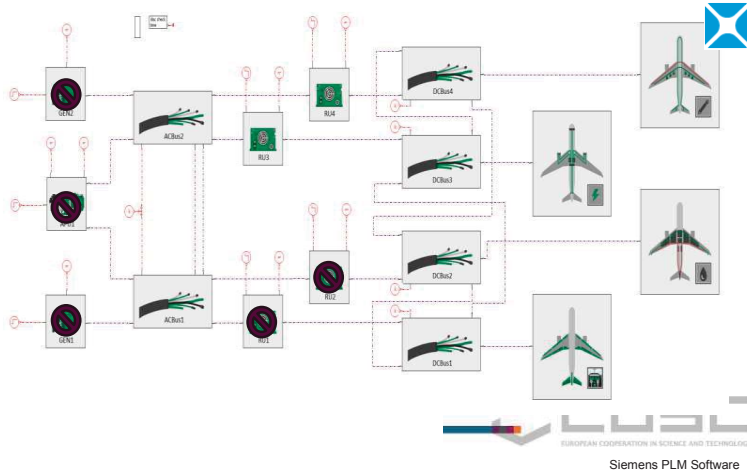 GEN2
ACBus2
RU4
RU3
DCBus4
DCBus3
DCBus2
RU2
GEN1
ACBus1
RU1
DCBus1
EUROPEAN COOPERATION IN SCIENCE AND TECHNOLOGY
Siemens PLM Software